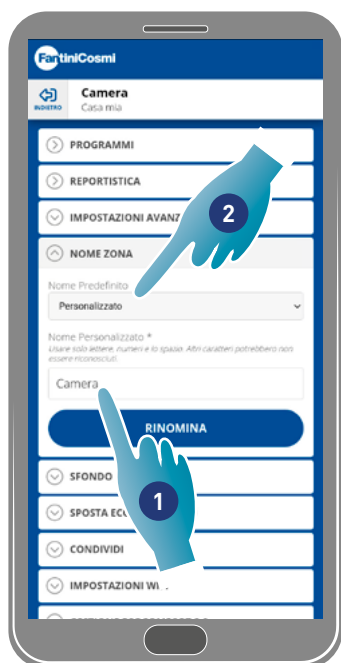 FantiniCosmi
INDIETRO
Camera
Casa mia
PROGRAMMI
REPORTISTICA
IMPOSTAZIONI AVANZ
2
NOME ZONA
Nome Predefinito
Personalizzato
Nome Personalizzato *
Usare solo lettere, numeri e lo spazio. Altri caratteri potrebbero non
essere riconosciuti.
Camera
RINOMINA
SFONDO
1
SPOSTA ECO
CONDIVIDI
IMPOSTAZIONI WI